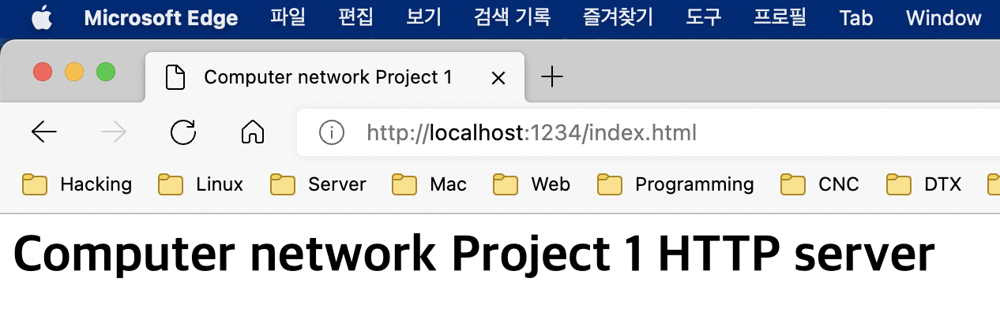 Microsoft Edge 파일 편집 보기 검색 기록 즐겨찾기 도구 프로필 Tab Window
Computer network Project 1
http://localhost:1234/index.html
Hacking Linux Server Mac Web Programming CNC DTX
Computer network Project 1 HTTP server